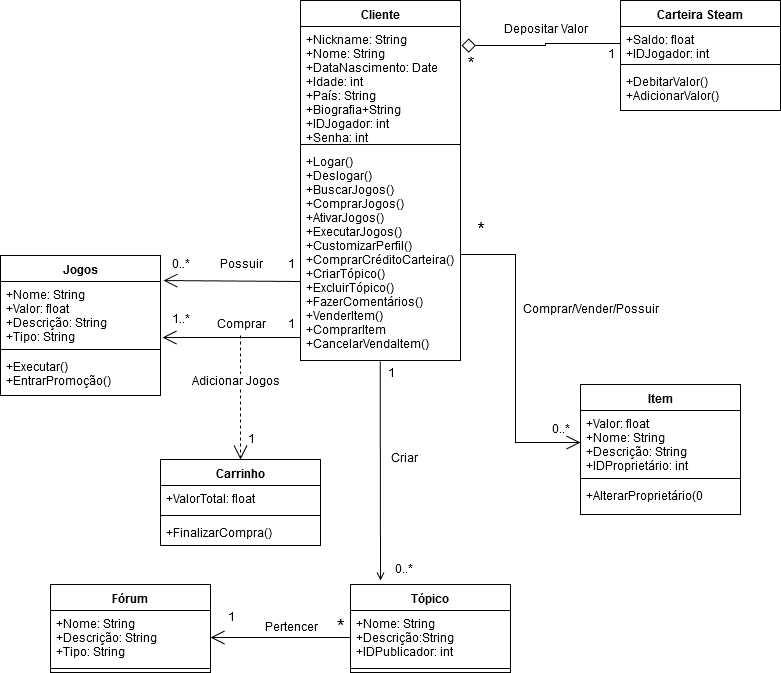 Cliente
+Nickname: String
+Nome: String
+DataNascimento: Date
+Idade: int
+País: String
+Biografia+String
+IDJogador: int
+Senha: int
+Logar()
+Deslogar()
+BuscarJogos()
+ComprarJogos()
+AtivarJogos()
+ExecutarJogos()
+CustomizarPerfil()
+ComprarCréditoCarteira()
+CriarTópico()
+ExcluirTópico()
+FazerComentários()
+VenderItem()
+ComprarItem
+CancelarVendaItem()
Depositar Valor
*
1
Carteira Steam
+Saldo: float
+IDJogador: int
+DebitarValor()
+AdicionarValor()
*
Comprar/Vender/Possuir
0..*
Item
+Valor: float
+Nome: String
+Descrição: String
+IDProprietário: int
+AlterarProprietário(0
0..*
Possuir
1
1..*
Comprar
1
Jogos
+Nome: String
+Valor: float
+Descrição: String
+Tipo: String
+Executar()
+EntrarPromoção()
Adicionar Jogos
1
Carrinho
+ValorTotal: float
+FinalizarCompra()
1
Criar
0..*
Fórum
+Nome: String
+Descrição: String
+Tipo: String
1
Pertencer
*
Tópico
+Nome: String
+Descrição:String
+IDPublicador: int